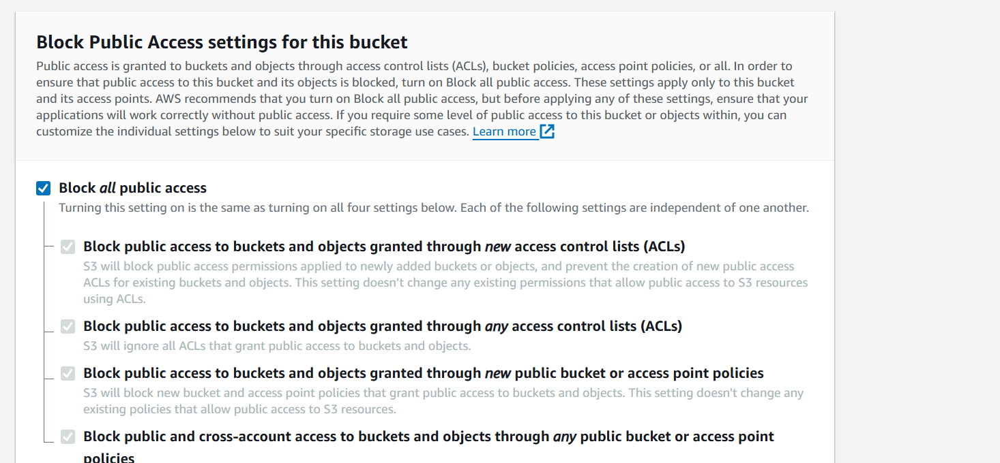 Block Public Access settings for this bucket
Public access is granted to buckets and objects through access control lists (ACLs), bucket policies, access point policies, or all. In order to
ensure that public access to this bucket and its objects is blocked, turn on Block all public access. These settings apply only to this bucket
and its access points. AWS recommends that you turn on Block all public access, but before applying any of these settings, ensure that your
applications will work correctly without public access. If you require some level of public access to this bucket or objects within, you can
customize the individual settings below to suit your specific storage use cases. Learn more
Block all public access
Turning this setting on is the same as turning on all four settings below. Each of the following settings are independent of one another.
Block public access to buckets and objects granted through new access control lists (ACLs)
S3 will block public access permissions applied to newly added buckets or objects, and prevent the creation of new public access
ACLs for existing buckets and objects. This setting doesn’t change any existing permissions that allow public access to S3 resources
using ACLs.
Block public access to buckets and objects granted through any access control lists (ACLs)
S3 will ignore all ACLs that grant public access to buckets and objects.
Block public access to buckets and objects granted through new public bucket or access point policies
S3 will block new bucket and access point policies that grant public access to buckets and objects. This setting doesn't change any
existing policies that allow public access to S3 resources.
Block public and cross-account access to buckets and objects through any public bucket or access point
policies